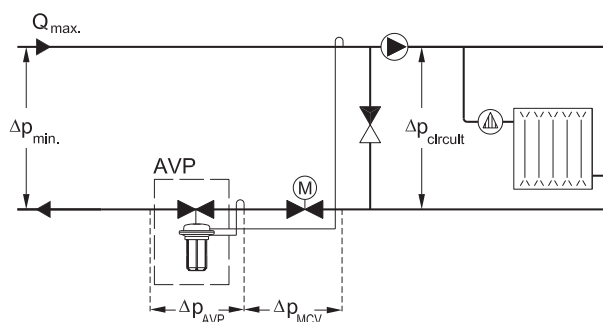 Qmax.
Δpmin.
Δpcircuit
AVP
M
ΔpAVP
ΔpMCV